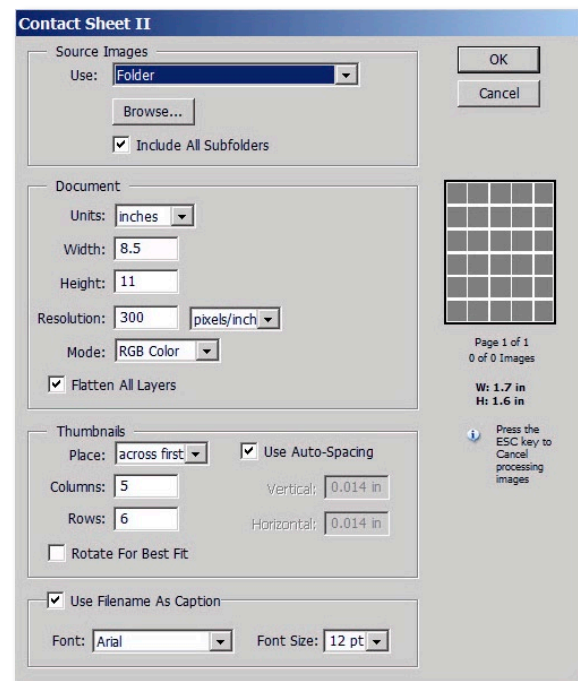 Contact Sheet II
Source Images
Use: Folder
Browse...
Include All Subfolders
OK
Cancel
Document
Units: inches
Width: 8.5
Height: 11
Resolution: 300 pixels/inch
Mode: RGB Color
Flatten All Layers
Page 1 of 1
0 of 0 Images
W: 1.7 in
H: 1.6 in
Press the
ESC key to
Cancel
processing
images
Thumbnails
Place: across first Use Auto-Spacing
Columns: 5 Vertical: 0.014 in
Rows: 6 Horizontal: 0.014 in
Rotate For Best Fit
Use Filename As Caption
Font: Arial Font Size: 12 pt